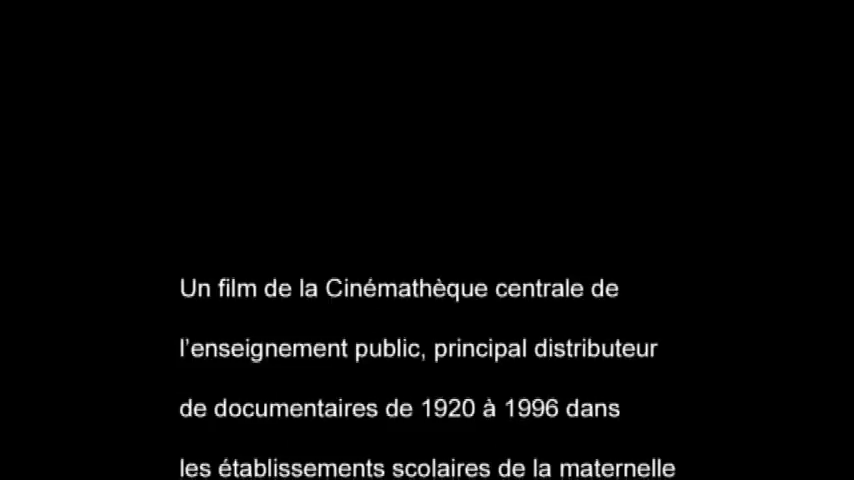 Un film de la Cinémathèque centrale de
l’enseignement public, principal distributeur
de documentaires de 1920 à 1996 dans
les établissements scolaires de la maternelle